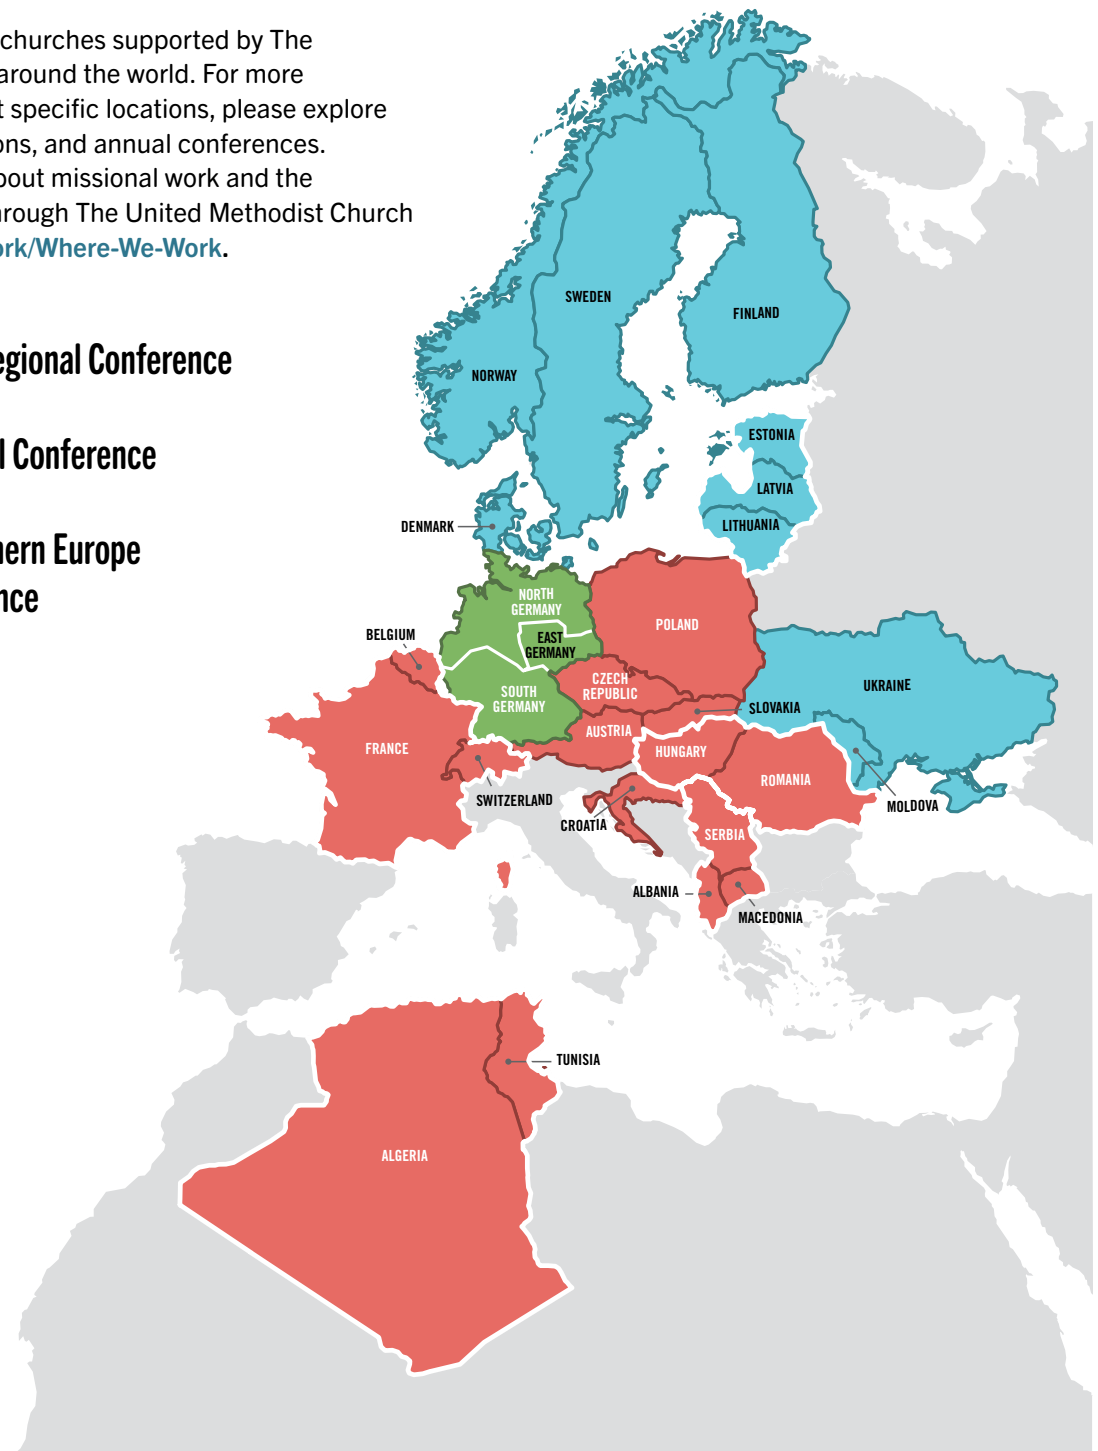 churches supported by The
around the world. For more
t specific locations, please explore
ons, and annual conferences.
bout missional work and the
hrough The United Methodist Church
ork/Where-We-Work.
egional Conference
l Conference
hern Europe
nce
SWEDEN
FINLAND
NORWAY
ESTONIA
LATVIA
LITHUANIA
DENMARK
NORTH
GERMANY
EAST
GERMANY
POLAND
BELGIUM
CZECH
REPUBLIC
SOUTH
GERMANY
UKRAINE
SLOVAKIA
AUSTRIA
FRANCE
HUNGARY
ROMANIA
SWITZERLAND
MOLDOVA
CROATIA
SERBIA
ALBANIA
MACEDONIA
TUNISIA
ALGERIA